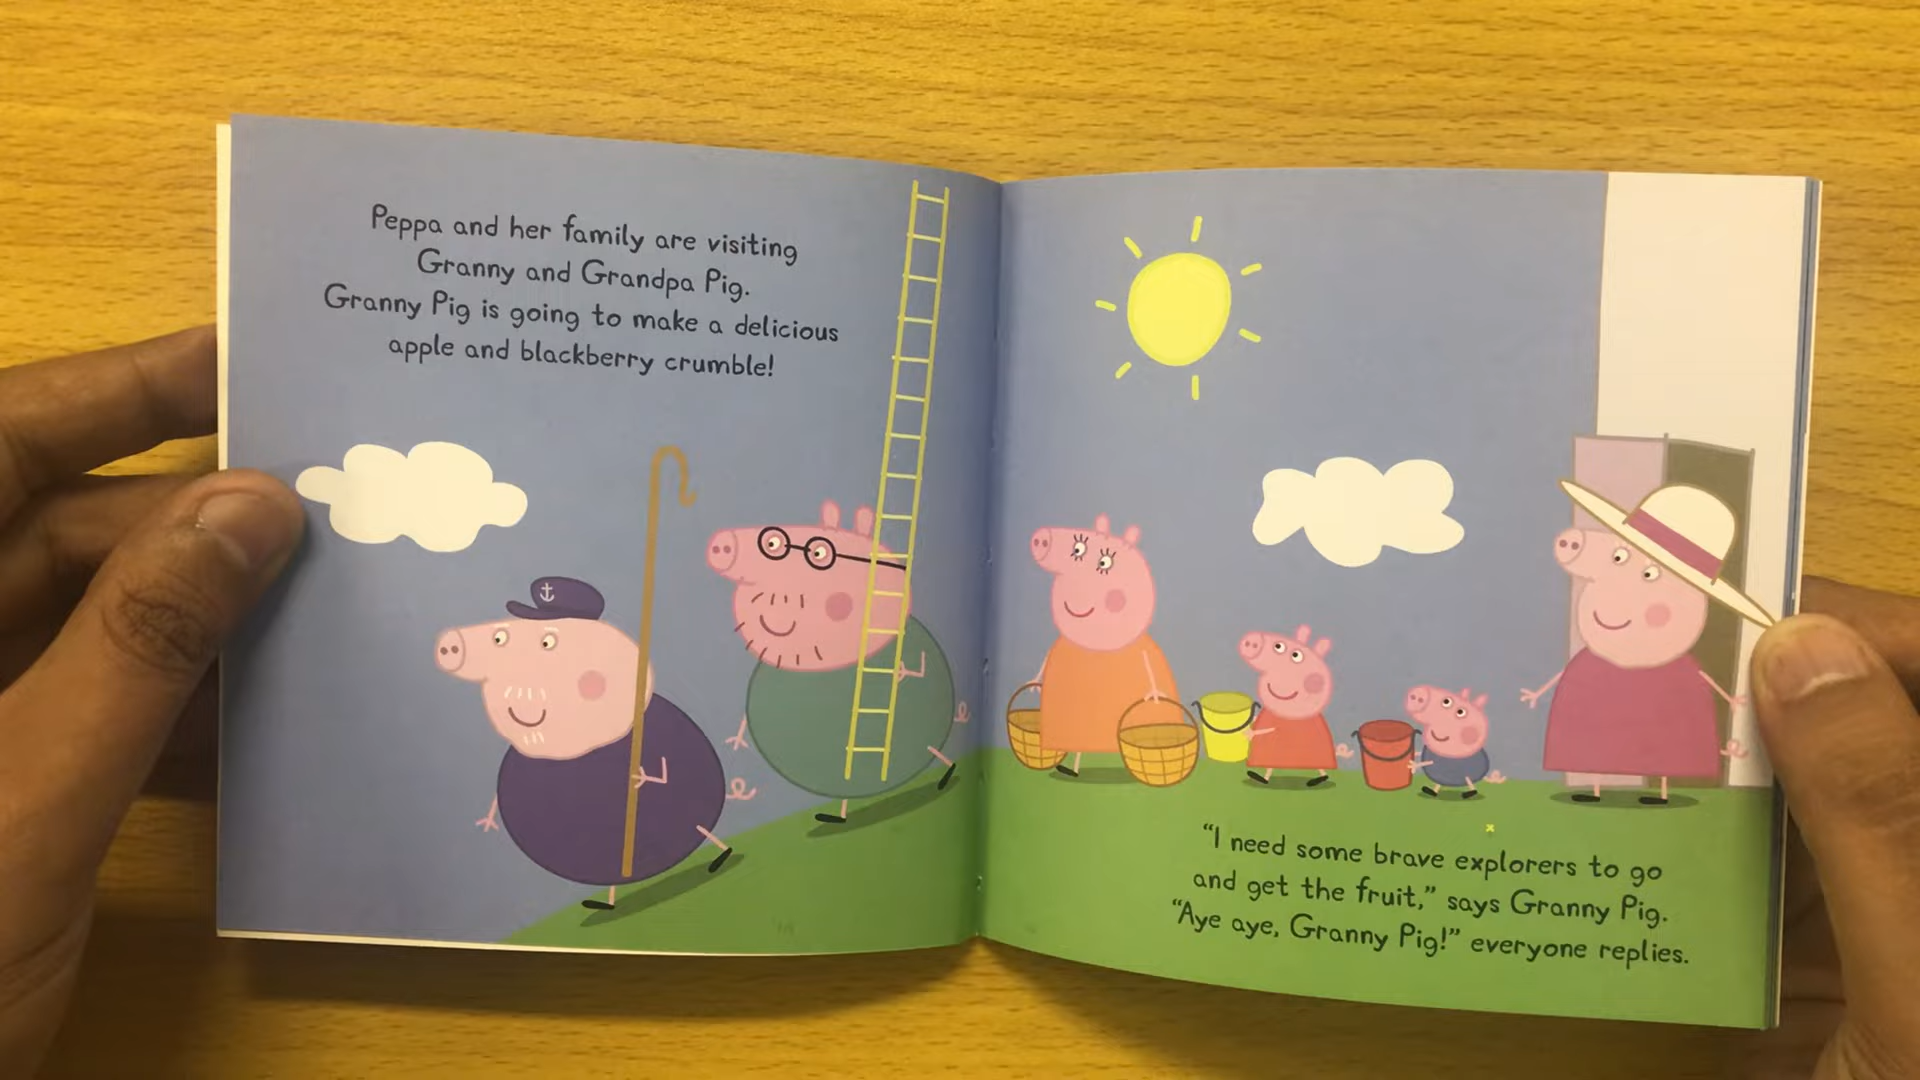 Peppa and her family are visiting
Granny and Grandpa Pig.
Granny Pig is going to make a delicious
apple and blackberry crumble!
“I need some brave explorers to go
and get the fruit,” says Granny Pig.
“Aye aye, Granny Pig!” everyone replies.